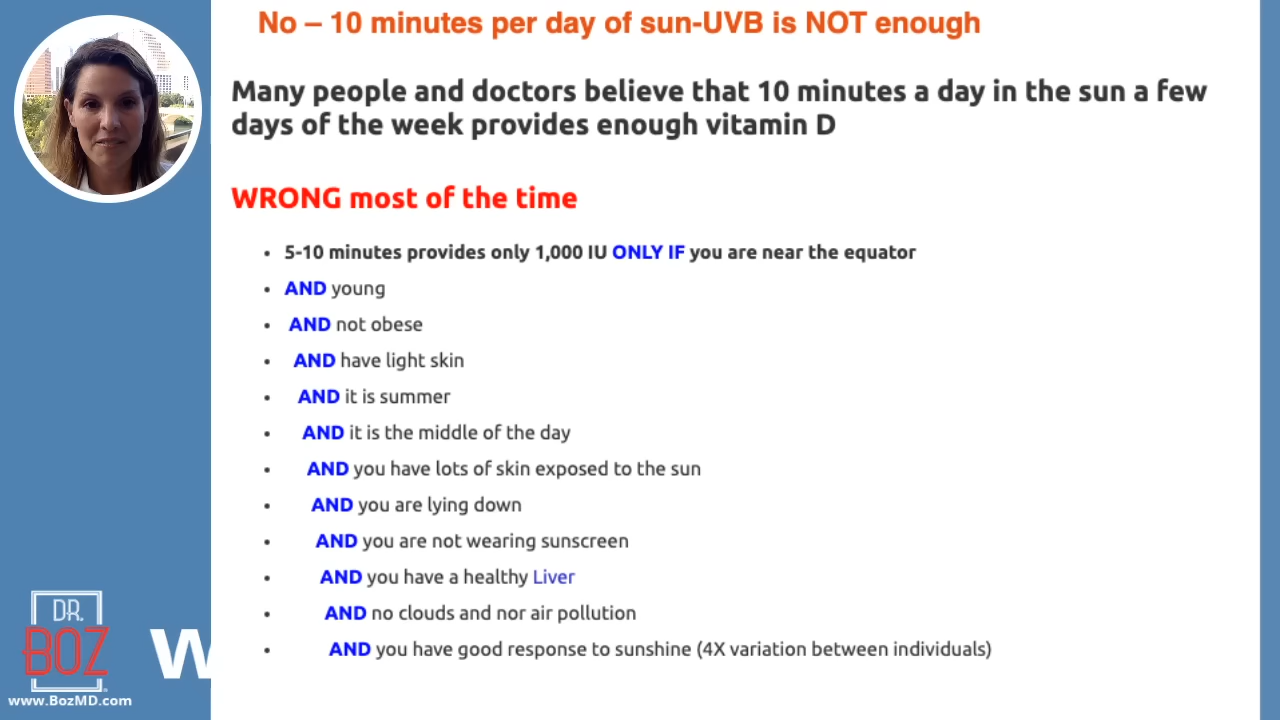 No – 10 minutes per day of sun-UVB is NOT enough
Many people and doctors believe that 10 minutes a day in the sun a few
days of the week provides enough vitamin D
WRONG most of the time
• 5-10 minutes provides only 1,000 IU ONLY IF you are near the equator
• AND young
• AND not obese
• AND have light skin
• AND it is summer
• AND it is the middle of the day
• AND you have lots of skin exposed to the sun
• AND you are lying down
• AND you are not wearing sunscreen
• AND you have a healthy Liver
• AND no clouds and nor air pollution
• AND you have good response to sunshine (4X variation between individuals)
DR.
BOZ
W
www.BozMD.com